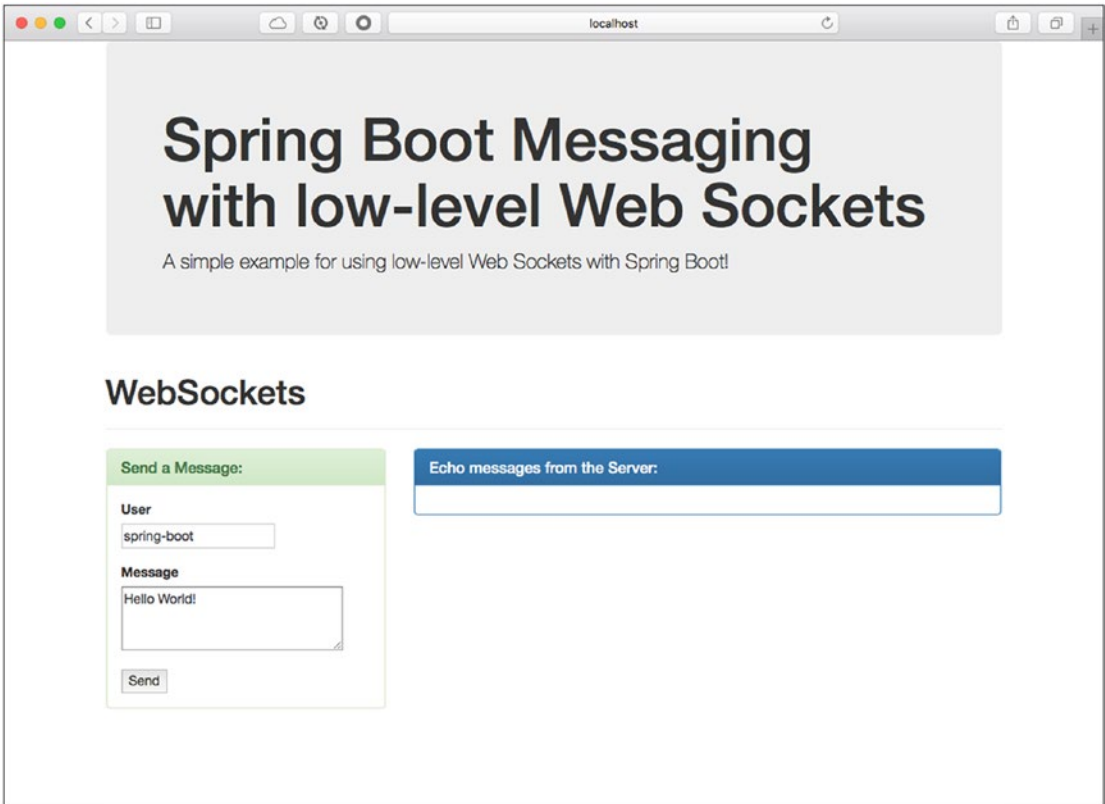 localhost
Spring Boot Messaging
with low-level Web Sockets
A simple example for using low-level Web Sockets with Spring Boot!
WebSockets
Send a Message:
User
spring-boot
Message
Hello World!
Send
Echo messages from the Server: